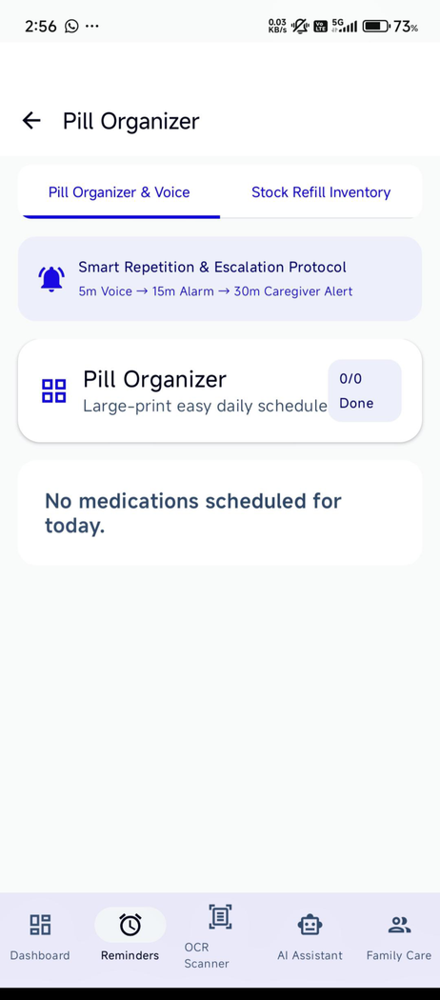 2:56 ...
0.03 KB/s Vo LTE 5G 73%
Pill Organizer
Pill Organizer & Voice
Stock Refill Inventory
Smart Repetition & Escalation Protocol
5m Voice → 15m Alarm → 30m Caregiver Alert
Pill Organizer
Large-print easy daily schedule
0/0
Done
No medications scheduled for
today.
Dashboard
Reminders
OCR
Scanner
AI Assistant
Family Care